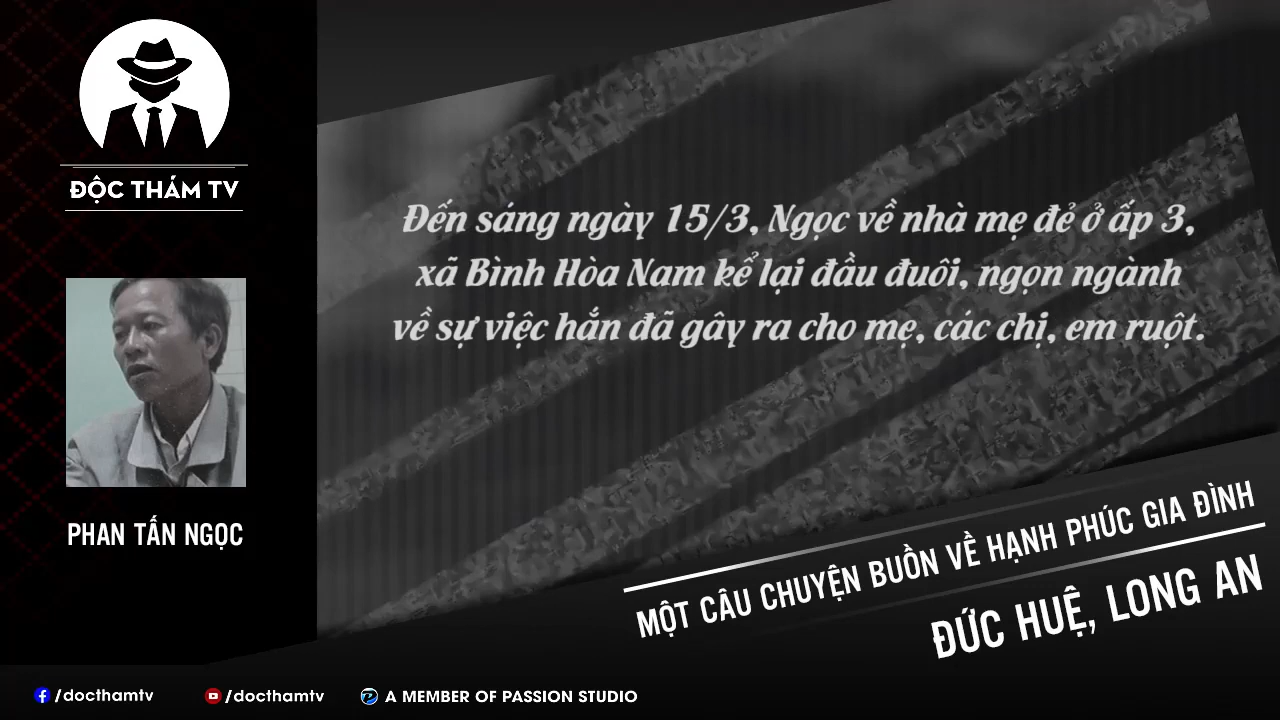 ĐỘC THÁM TV
PHAN TẤN NGỌC
Đến sáng ngày 15/3, Ngọc về nhà mẹ đẻ ở ấp 3,
xã Bình Hòa Nam kể lại đầu đuôi, ngọn ngành
về sự việc hắn đã gây ra cho mẹ, các chị, em ruột.
MỘT CÂU CHUYỆN BUỒN VỀ HẠNH PHÚC GIA ĐÌNH
ĐỨC HUỆ, LONG AN
/docthamtv
/docthamtv
A MEMBER OF PASSION STUDIO